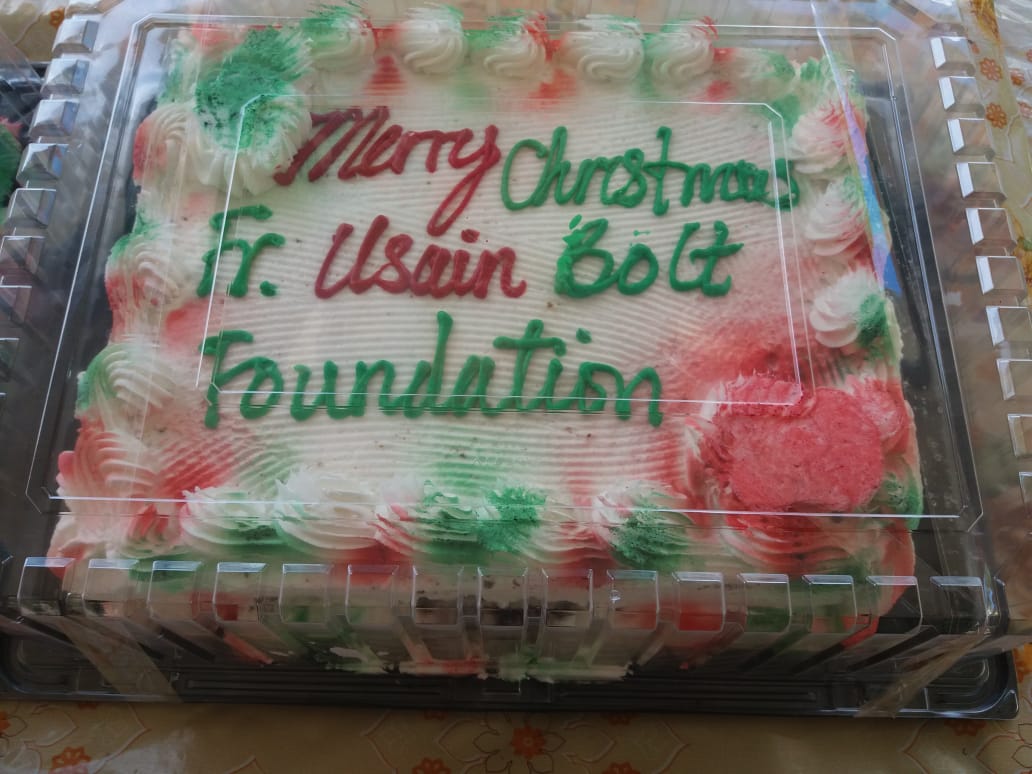 Merry Christmas
Fr. Usain Bolt
Foundation